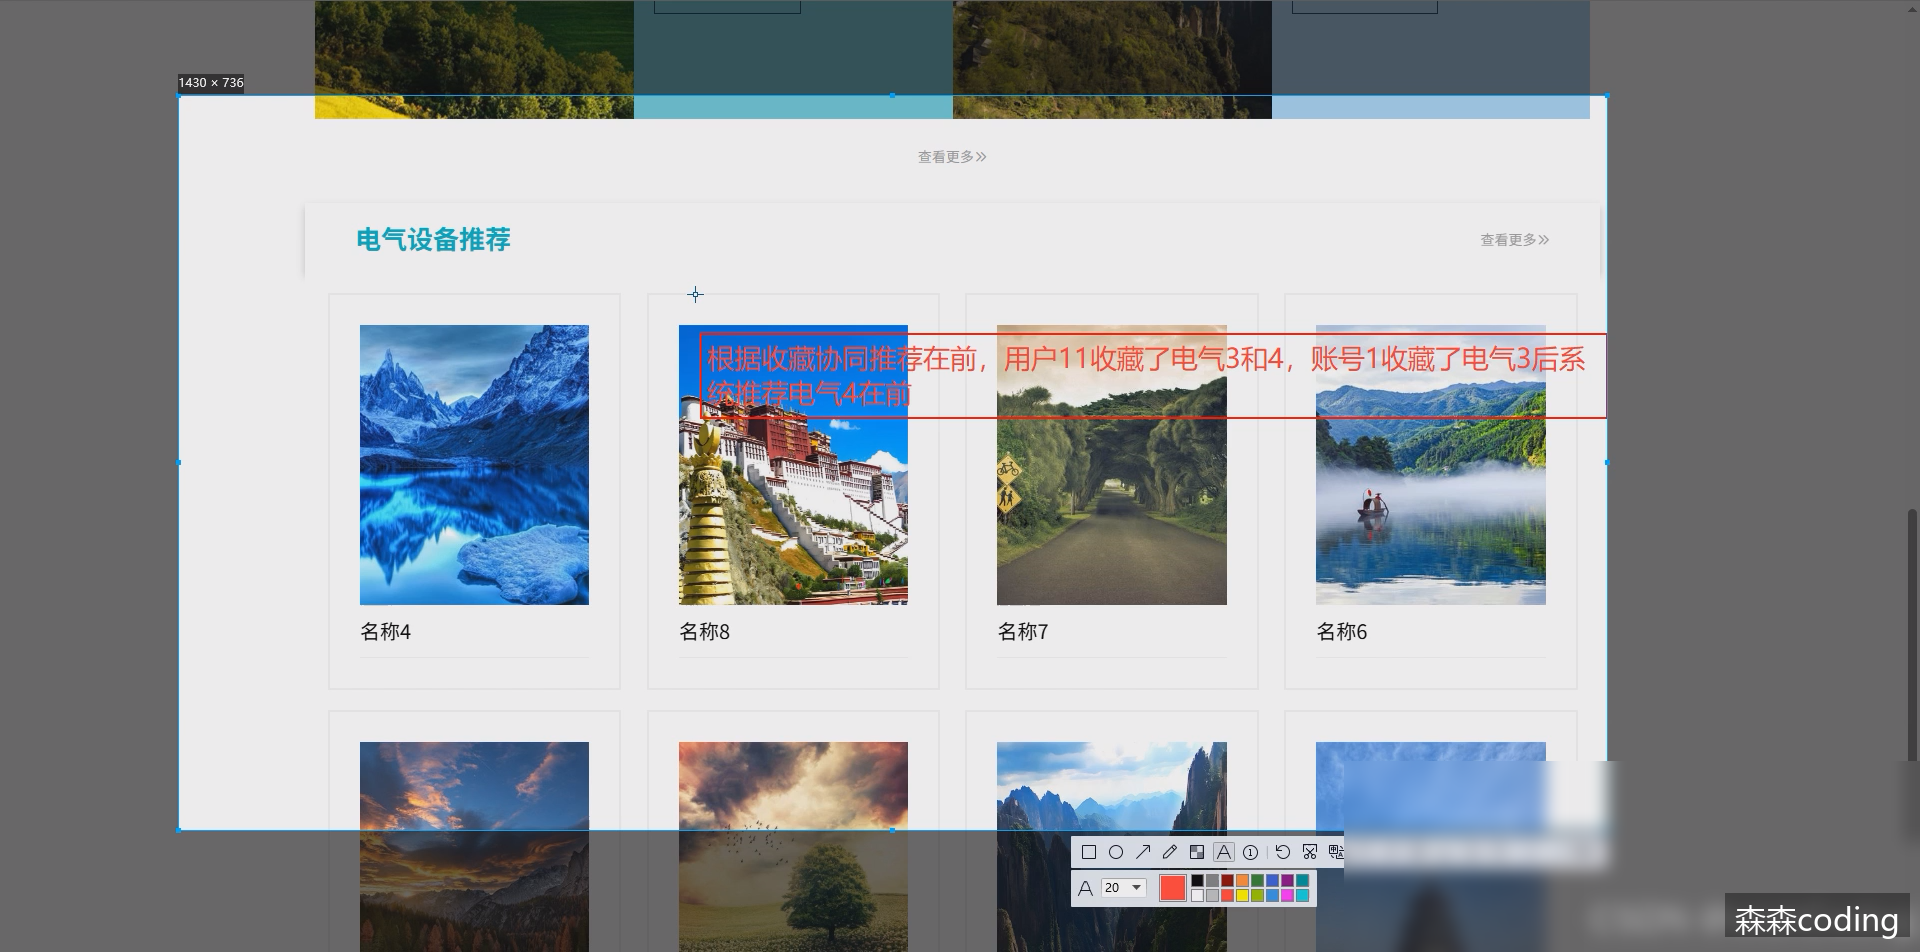 1430 × 736
查看更多
电气设备推荐
查看更多
根据收藏协同推荐在前，用户11收藏了电气3和4，账号1收藏了电气3后系
统推荐电气4在前
名称4
名称8
名称7
名称6
A
1
A
20
森森coding